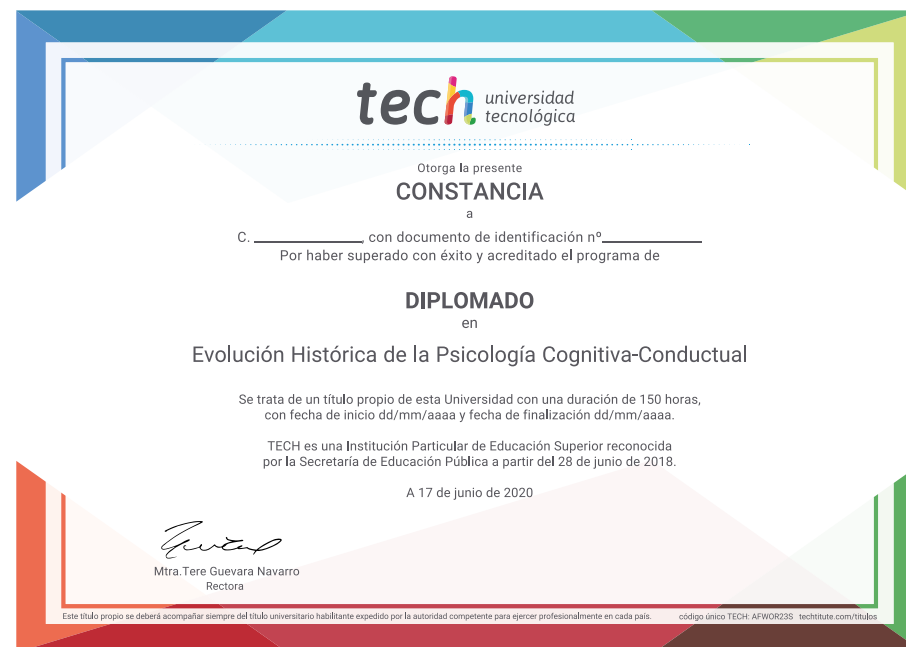 tech universidad
tecnológica
Otorga la presente
CONSTANCIA
a
C. ____________, con documento de identificación nº___________
Por haber superado con éxito y acreditado el programa de
DIPLOMADO
en
Evolución Histórica de la Psicología Cognitiva-Conductual
Se trata de un título propio de esta Universidad con una duración de 150 horas,
con fecha de inicio dd/mm/aaaa y fecha de finalización dd/mm/aaaa.
TECH es una Institución Particular de Educación Superior reconocida
por la Secretaría de Educación Pública a partir del 28 de junio de 2018.
A 17 de junio de 2020
Mtra.Tere Guevara Navarro
Rectora
Este título propio se deberá acompañar siempre del título universitario habilitante expedido por la autoridad competente para ejercer profesionalmente en cada país. código único TECH: AFWOR23S techtitute.com/títulos